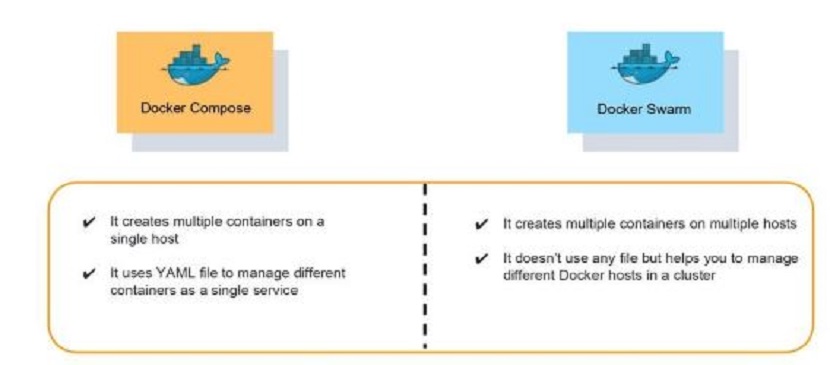 Docker Compose
Docker Swarm
✔ It creates multiple containers on a
single host
✔ It uses YAML file to manage different
containers as a single service
✔ It creates multiple containers on multiple hosts
✔ It doesn't use any file but helps you to manage
different Docker hosts in a cluster